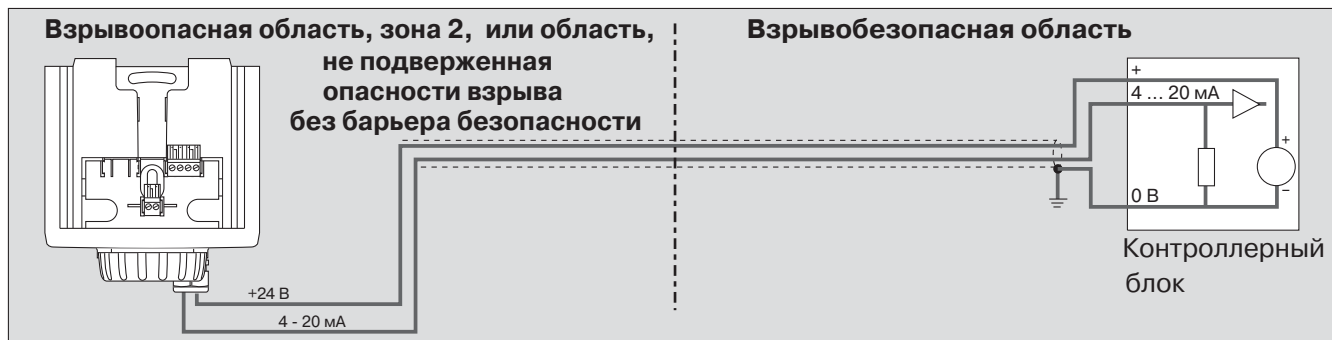 Взрывоопасная область, зона 2, или область,
не подверженная
опасности взрыва
без барьера безопасности
Взрывобезопасная область
+
4 ... 20 мА
+
−
0 В
Контроллерный
блок
+24 В
4 - 20 мА